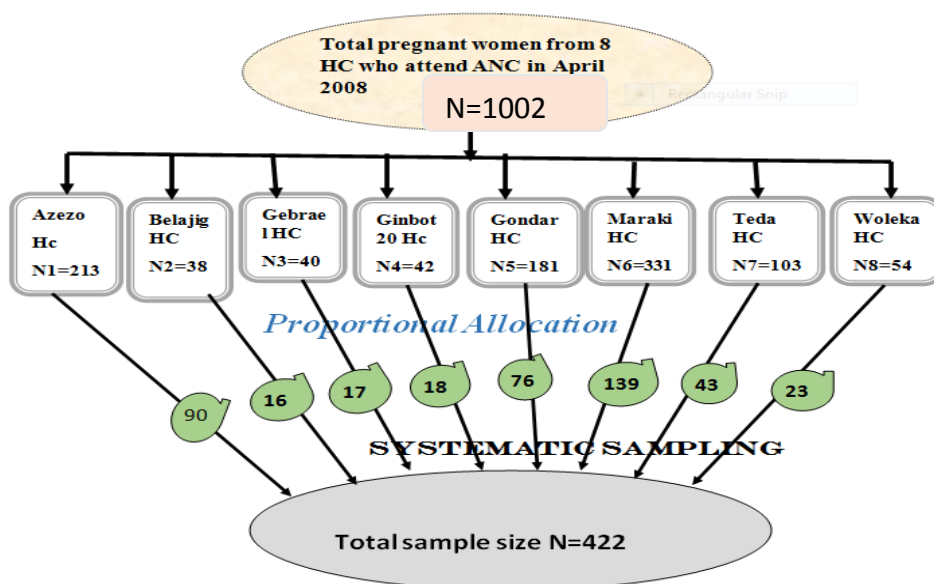 Total pregnant women from 8
HC who attend ANC in April
2008
N=1002
Rectangular Snip
Azezo
Hc
N1=213
Belajig
HC
N2=38
Gebrae
l HC
N3=40
Ginbot
20 Hc
N4=42
Gondar
HC
N5=181
Maraki
HC
N6=331
Teda
HC
N7=103
Woleka
HC
N8=54
Proportional Allocation
90
16
17
18
76
139
43
23
SYSTEMATIC SAMPLING
Total sample size N=422